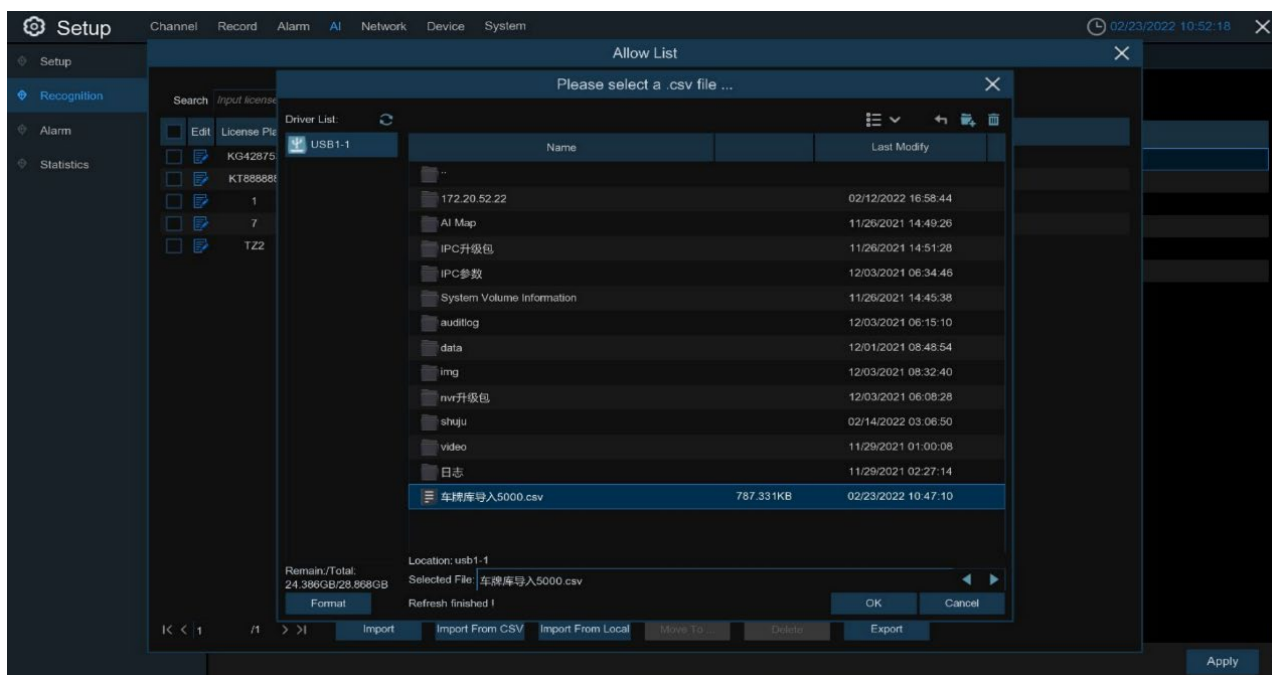 Setup Channel Record Alarm AI Network Device System 02/23/2022 10:52:18
Allow List
Setup
Please select a .csv file ...
Recognition
Search Input license
Driver List:
Alarm
Edit License Pla
USB1-1
Name Last Modify
Statistics
KG42875
..
KT888888
172.20.52.22 02/12/2022 16:58:44
1
AI Map 11/26/2021 14:49:26
7
IPC升级包 11/26/2021 14:51:28
TZ2
IPC参数 12/03/2021 06:34:46
System Volume Information 11/26/2021 14:45:38
auditlog 12/03/2021 06:15:10
data 12/01/2021 08:48:54
img 12/03/2021 08:32:40
nvr升级包 12/03/2021 06:08:28
shuju 02/14/2022 03:06:50
video 11/29/2021 01:00:08
日志 11/29/2021 02:27:14
车牌库导入5000.csv 787.331KB 02/23/2022 10:47:10
Location: usb1-1
Remain:/Total:
24.386GB/28.868GB
Selected File: 车牌库导入5000.csv
Format Refresh finished ! OK Cancel
1 /1 Import Import From CSV Import From Local Move To ... Delete Export
Apply